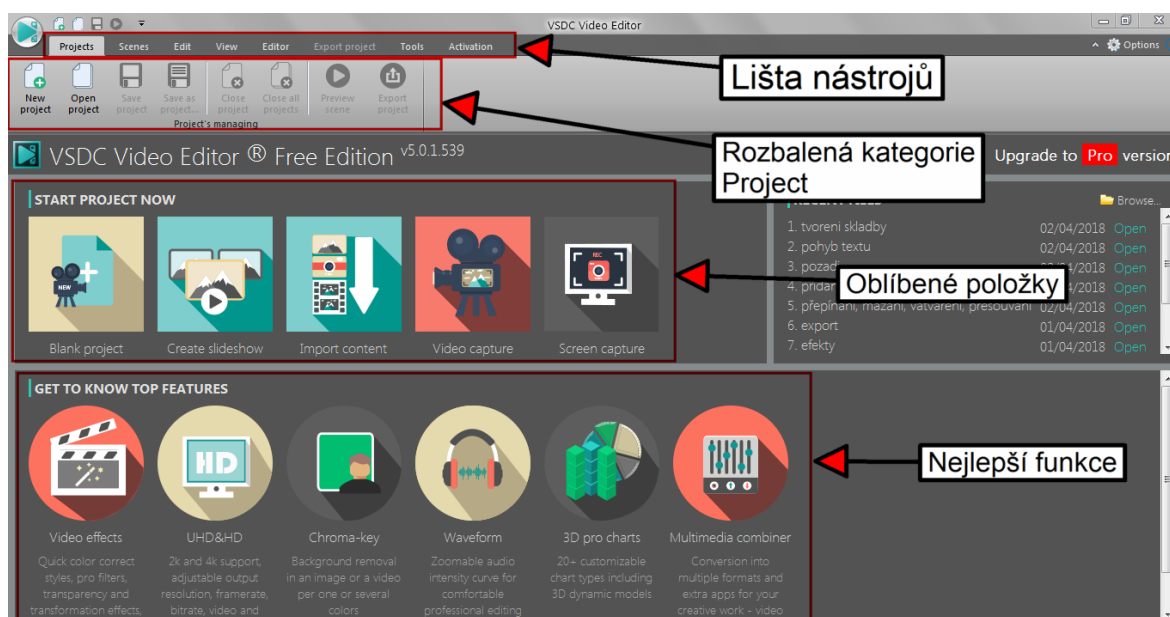 VSDC Video Editor
Projects Scenes Edit View Editor Export project Tools Activation
Options
Lišta nástrojů
New project
Open project
Save project
Save as project...
Close project
Close all projects
Preview scene
Export project
Project's managing
VSDC Video Editor ® Free Edition v5.0.1.539
Rozbalená kategorie
Project
Upgrade to Pro version
START PROJECT NOW
Blank project
Create slideshow
Import content
Video capture
Screen capture
NEW
REC
Oblíbené položky
Browse...
1. tvoreni skladby 02/04/2018 Open
2. pohyb textu 02/04/2018 Open
3. pozadi
4. pridan
5. přepínání, mazání, vatváření, přesouvání 02/04/2018 Open
6. export 01/04/2018 Open
7. efekty 01/04/2018 Open
GET TO KNOW TOP FEATURES
HD
Nejlepší funkce
Video effects
Quick color correct
styles, pro filters,
transparency and
transformation effects,
UHD&HD
2k and 4k support,
adjustable output
resolution, framerate,
bitrate, video and
Chroma-key
Background removal
in an image or a video
per one or several
colors
Waveform
Zoomable audio
intensity curve for
comfortable
professional editing
3D pro charts
20+ customizable
chart types including
3D dynamic models
Multimedia combiner
Conversion into
multiple formats and
extra apps for your
creative work - video